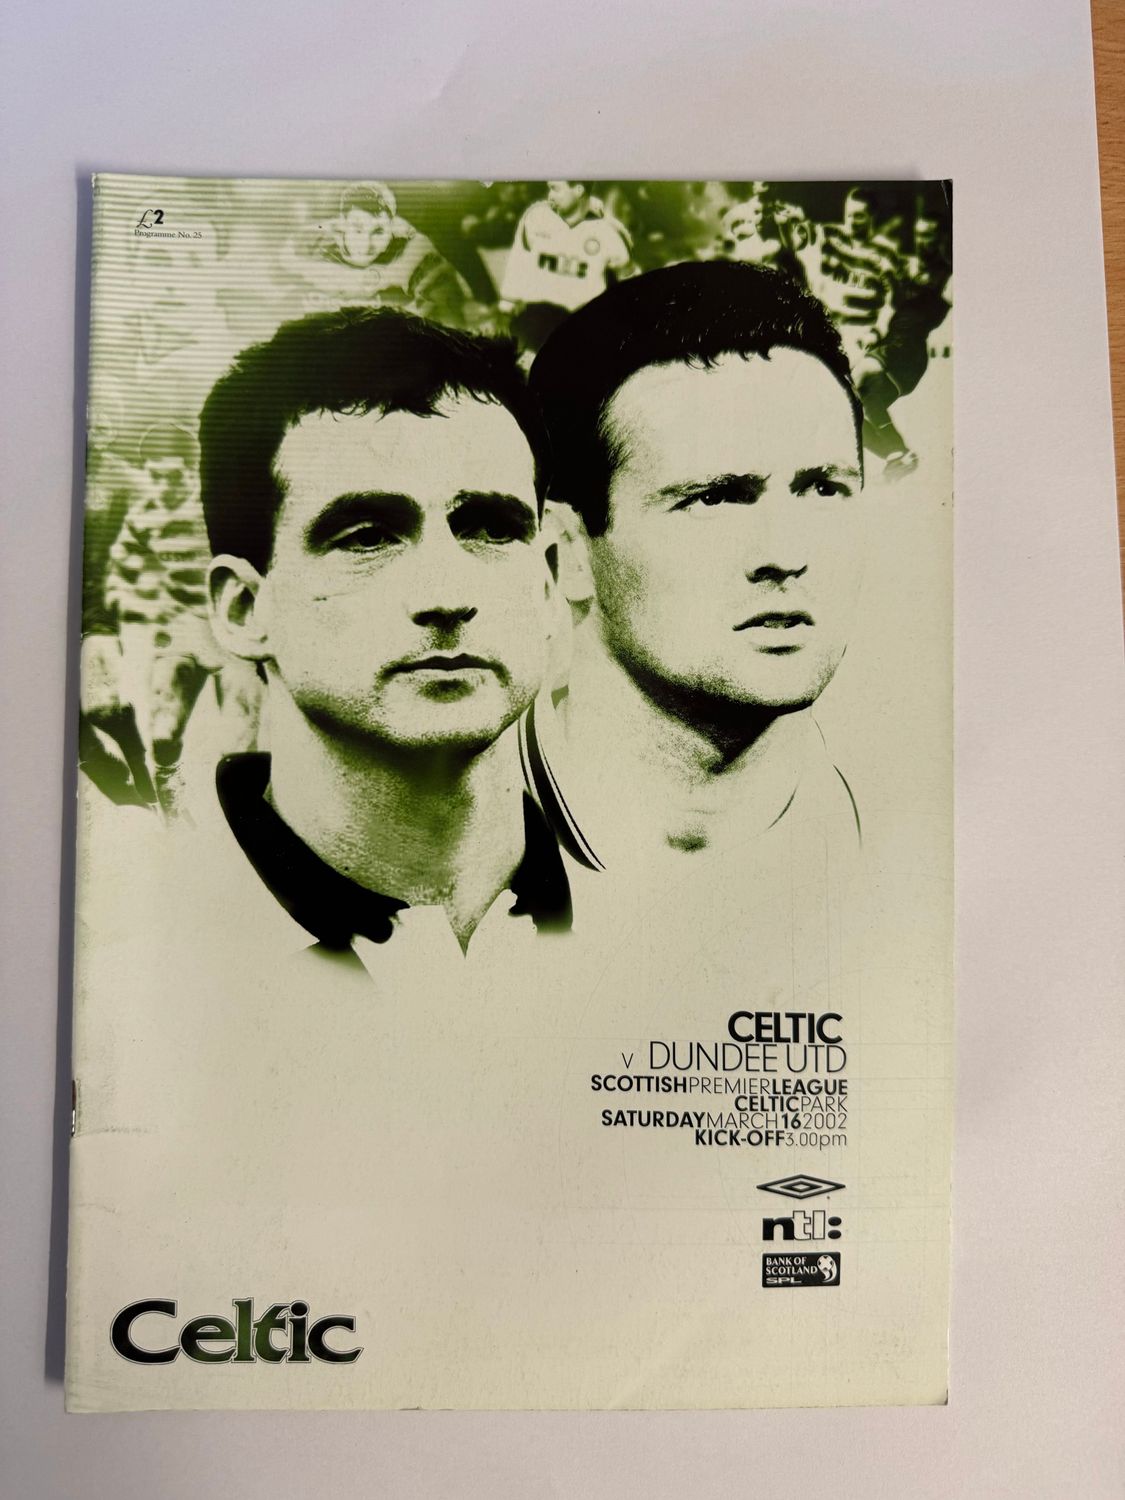 £2
Programme No. 25
ntl:
CELTIC
v DUNDEE UTD
SCOTTISHPREMIERLEAGUE
CELTICPARK
SATURDAYMARCH162002
KICK-OFF3.00pm
ntl:
BANK OF
SCOTLAND
SPL
Celtic